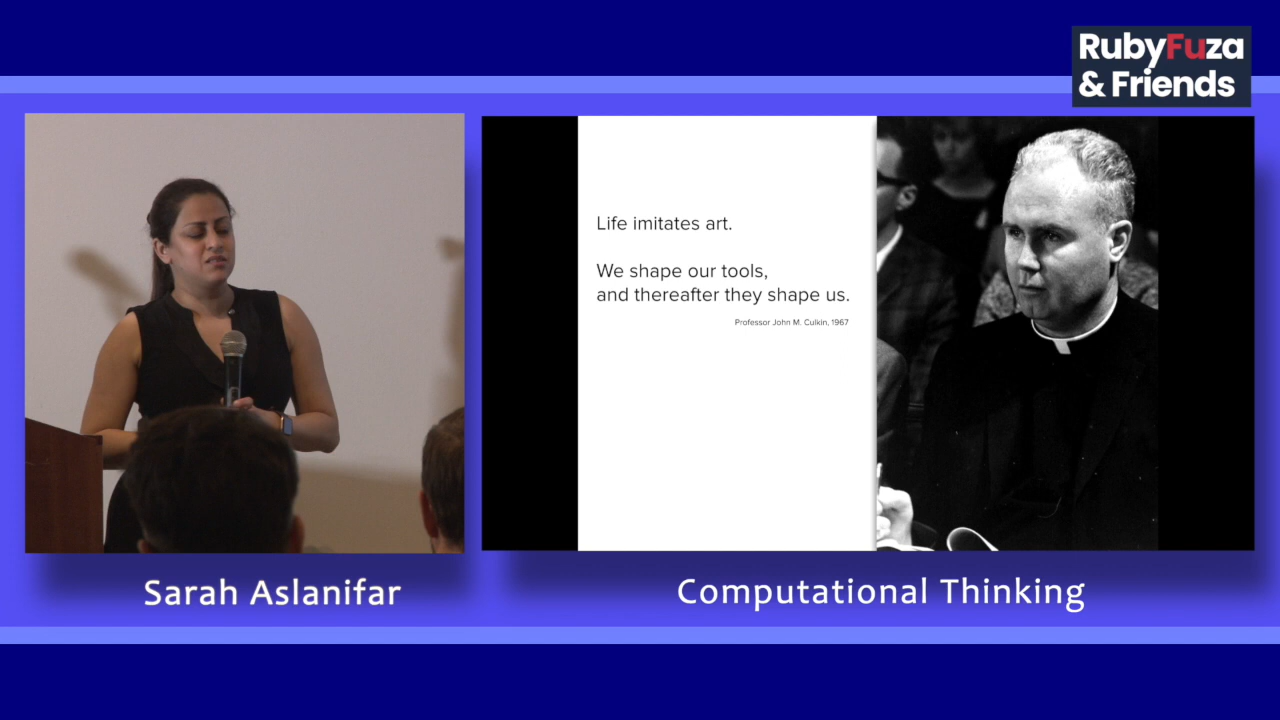 RubyFuza
& Friends
Life imitates art.
We shape our tools,
and thereafter they shape us.
Professor John M. Culkin, 1967
Sarah Aslanifar
Computational Thinking